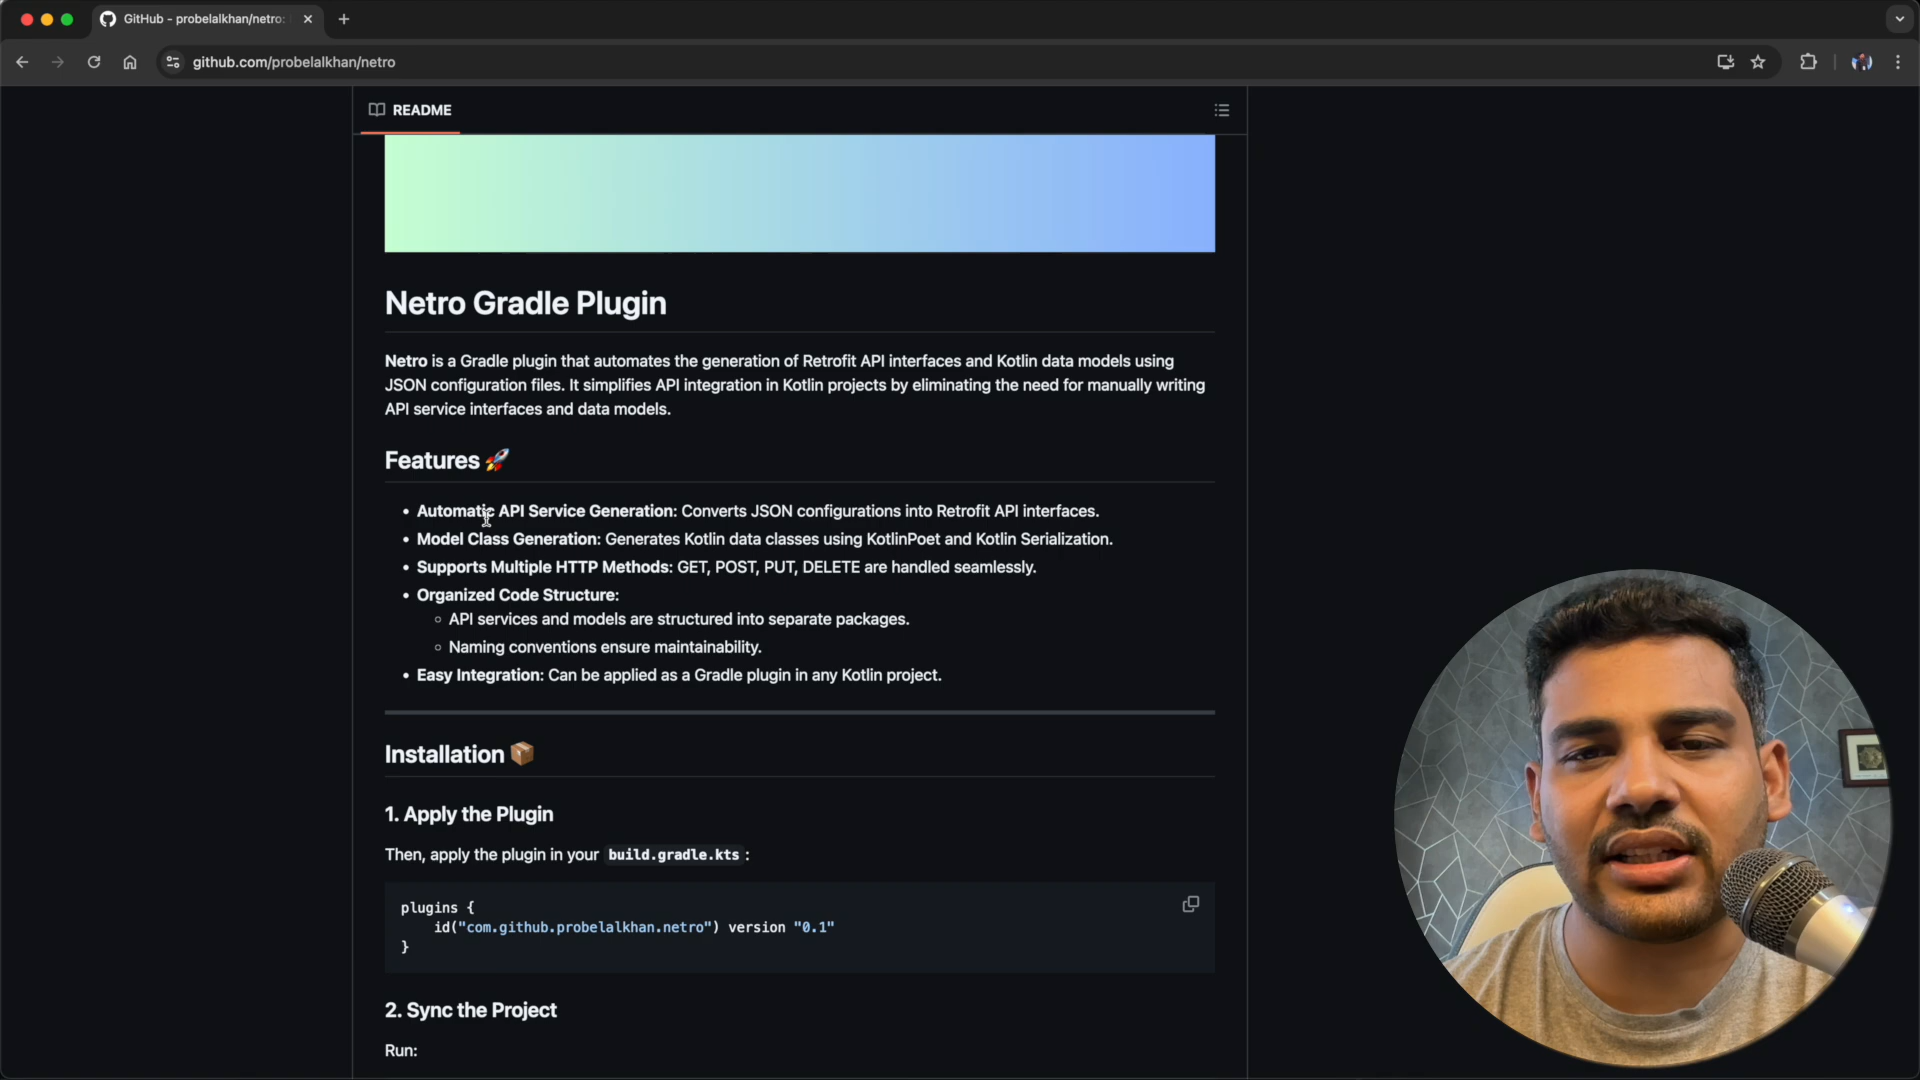 GitHub - probelalkhan/netro:
github.com/probelalkhan/netro
README
Netro Gradle Plugin
Netro is a Gradle plugin that automates the generation of Retrofit API interfaces and Kotlin data models using
JSON configuration files. It simplifies API integration in Kotlin projects by eliminating the need for manually writing
API service interfaces and data models.
Features 🚀
• Automatic API Service Generation: Converts JSON configurations into Retrofit API interfaces.
• Model Class Generation: Generates Kotlin data classes using KotlinPoet and Kotlin Serialization.
• Supports Multiple HTTP Methods: GET, POST, PUT, DELETE are handled seamlessly.
• Organized Code Structure:
◦ API services and models are structured into separate packages.
◦ Naming conventions ensure maintainability.
• Easy Integration: Can be applied as a Gradle plugin in any Kotlin project.
Installation 📦
1. Apply the Plugin
Then, apply the plugin in your build.gradle.kts :
plugins {
id("com.github.probelalkhan.netro") version "0.1"
}
2. Sync the Project
Run: